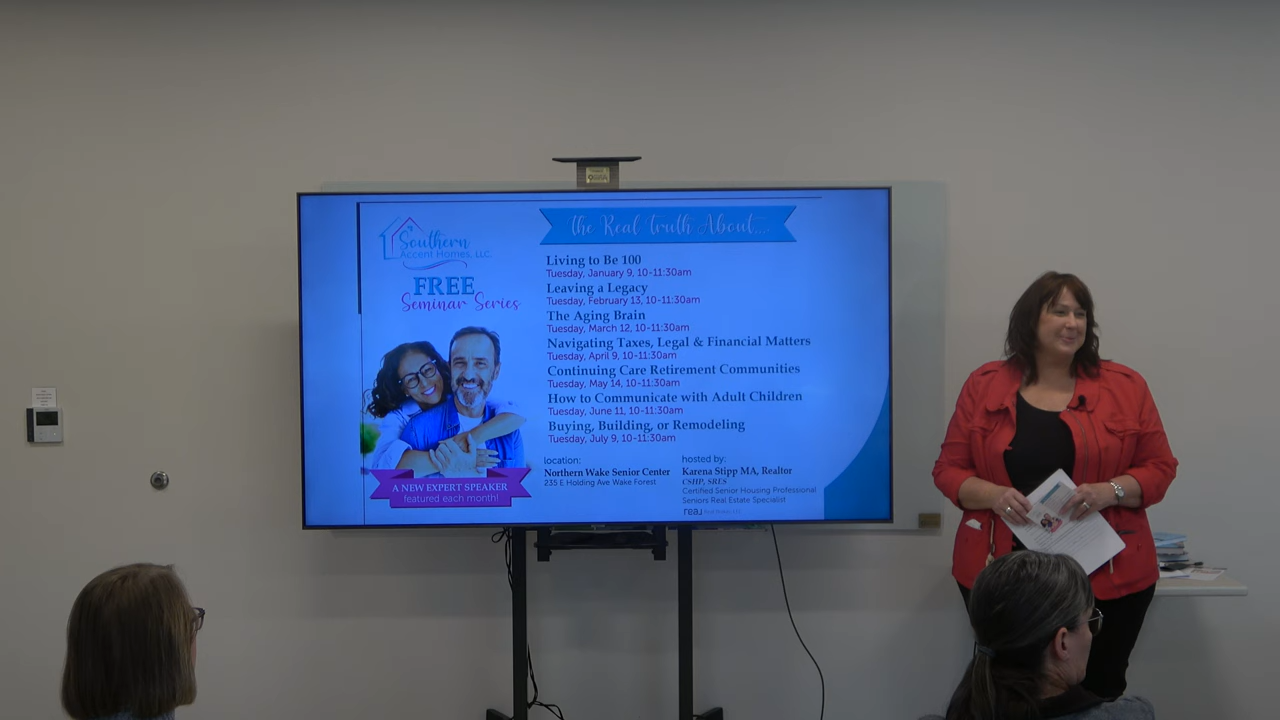 Southern
Accent Homes, LLC.
FREE
Seminar Series
A NEW EXPERT SPEAKER
featured each month!
the Real Truth About....
Living to Be 100
Tuesday, January 9, 10-11:30am
Leaving a Legacy
Tuesday, February 13, 10-11:30am
The Aging Brain
Tuesday, March 12, 10-11:30am
Navigating Taxes, Legal & Financial Matters
Tuesday, April 9, 10-11:30am
Continuing Care Retirement Communities
Tuesday, May 14, 10-11:30am
How to Communicate with Adult Children
Tuesday, June 11, 10-11:30am
Buying, Building, or Remodeling
Tuesday, July 9, 10-11:30am
location:
Northern Wake Senior Center
235 E Holding Ave Wake Forest
hosted by:
Karena Stipp MA, Realtor
CSHP, SRES
Certified Senior Housing Professional
Seniors Real Estate Specialist
real